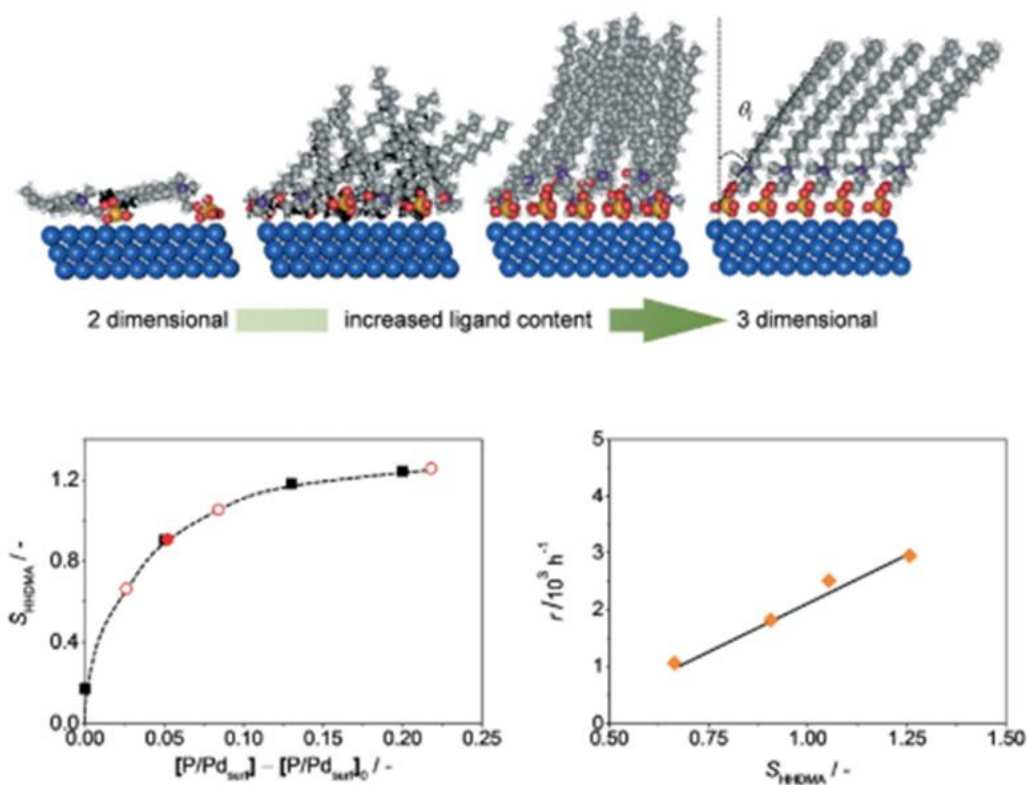 θi
2 dimensional increased ligand content 3 dimensional
SHHDMA / -
1.2
0.8
0.4
0.0
0.00 0.05 0.10 0.15 0.20 0.25
[P/Pdsurf] – [P/Pdsurf]0 / -
r /10³ h⁻¹
5
4
3
2
1
0
0.50 0.75 1.00 1.25 1.50
SHHDMA / -